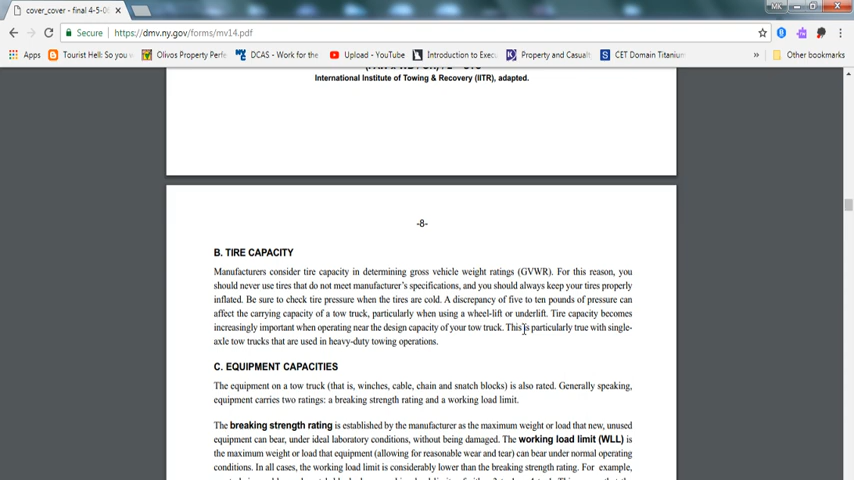 cover_cover - final 4-5-0
MK
Secure
https://dmv.ny.gov/forms/mv14.pdf
Apps
Tourist Hell: So you
Olivos Property Perfe
DCAS - Work for the
Upload - YouTube
Introduction to Exec
Property and Casualt
CET Domain Titanium
»
Other bookmarks
International Institute of Towing & Recovery (IITR), adapted.
-8-
B. TIRE CAPACITY
Manufacturers consider tire capacity in determining gross vehicle weight ratings (GVWR). For this reason, you
should never use tires that do not meet manufacturer's specifications, and you should always keep your tires properly
inflated. Be sure to check tire pressure when the tires are cold. A discrepancy of five to ten pounds of pressure can
affect the carrying capacity of a tow truck, particularly when using a wheel-lift or underlift. Tire capacity becomes
increasingly important when operating near the design capacity of your tow truck. This is particularly true with single-
axle tow trucks that are used in heavy-duty towing operations.
C. EQUIPMENT CAPACITIES
The equipment on a tow truck (that is, winches, cable, chain and snatch blocks) is also rated. Generally speaking,
equipment carries two ratings: a breaking strength rating and a working load limit.
The breaking strength rating is established by the manufacturer as the maximum weight or load that new, unused
equipment can bear, under ideal laboratory conditions, without being damaged. The working load limit (WLL) is
the maximum weight or load that equipment (allowing for reasonable wear and tear) can bear under normal operating
conditions. In all cases, the working load limit is considerably lower than the breaking strength rating. For example,